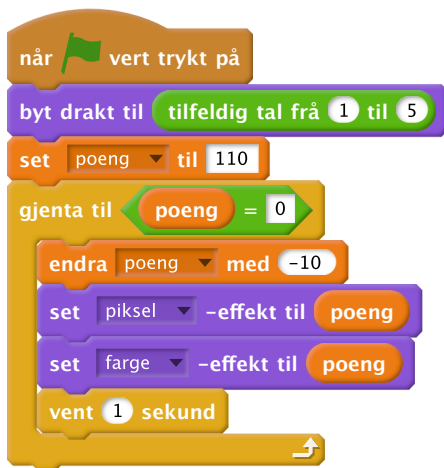 når vert trykt på
byt drakt til tilfeldig tal frå 1 til 5
set poeng til 110
gjenta til poeng = 0
endra poeng med -10
set piksel -effekt til poeng
set farge -effekt til poeng
vent 1 sekund